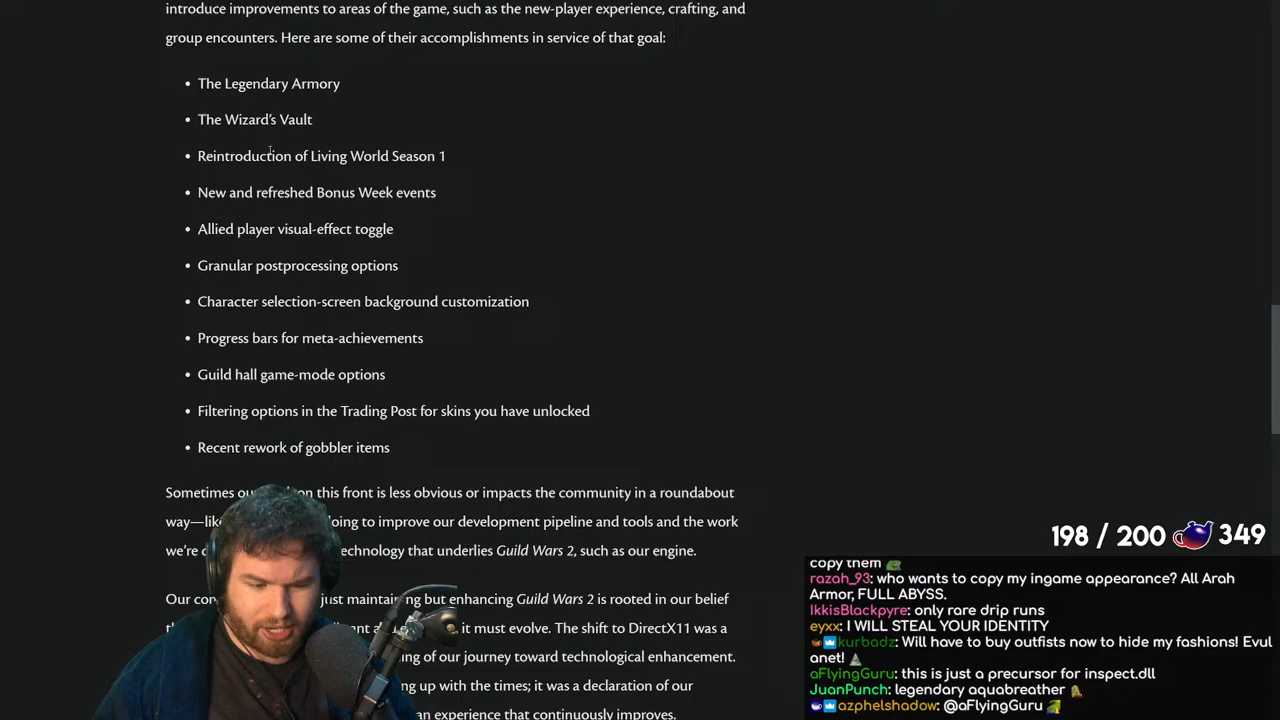 introduce improvements to areas of the game, such as the new-player experience, crafting, and
group encounters. Here are some of their accomplishments in service of that goal:
• The Legendary Armory
• The Wizard's Vault
• Reintroduction of Living World Season 1
• New and refreshed Bonus Week events
• Allied player visual-effect toggle
• Granular postprocessing options
• Character selection-screen background customization
• Progress bars for meta-achievements
• Guild hall game-mode options
• Filtering options in the Trading Post for skins you have unlocked
• Recent rework of gobbler items
Sometimes on this front is less obvious or impacts the community in a roundabout
way—like doing to improve our development pipeline and tools and the work
we're technology that underlies Guild Wars 2, such as our engine.
Our just maintaining but enhancing Guild Wars 2 is rooted in our belief
it must evolve. The shift to DirectX11 was a
of our journey toward technological enhancement.
up with the times; it was a declaration of our
an experience that continuously improves.
198 / 200 349
copy them
razah_93: who wants to copy my ingame appearance? All Arah
Armor, FULL ABYSS.
IkkisBlackpyre: only rare drip runs
eyxx: I WILL STEAL YOUR IDENTITY
kurbadz: Will have to buy outfists now to hide my fashions! Evul
anet!
aFlyingGuru: this is just a precursor for inspect.dll
JuanPunch: legendary aquabreather
azphelshadow: @aFlyingGuru